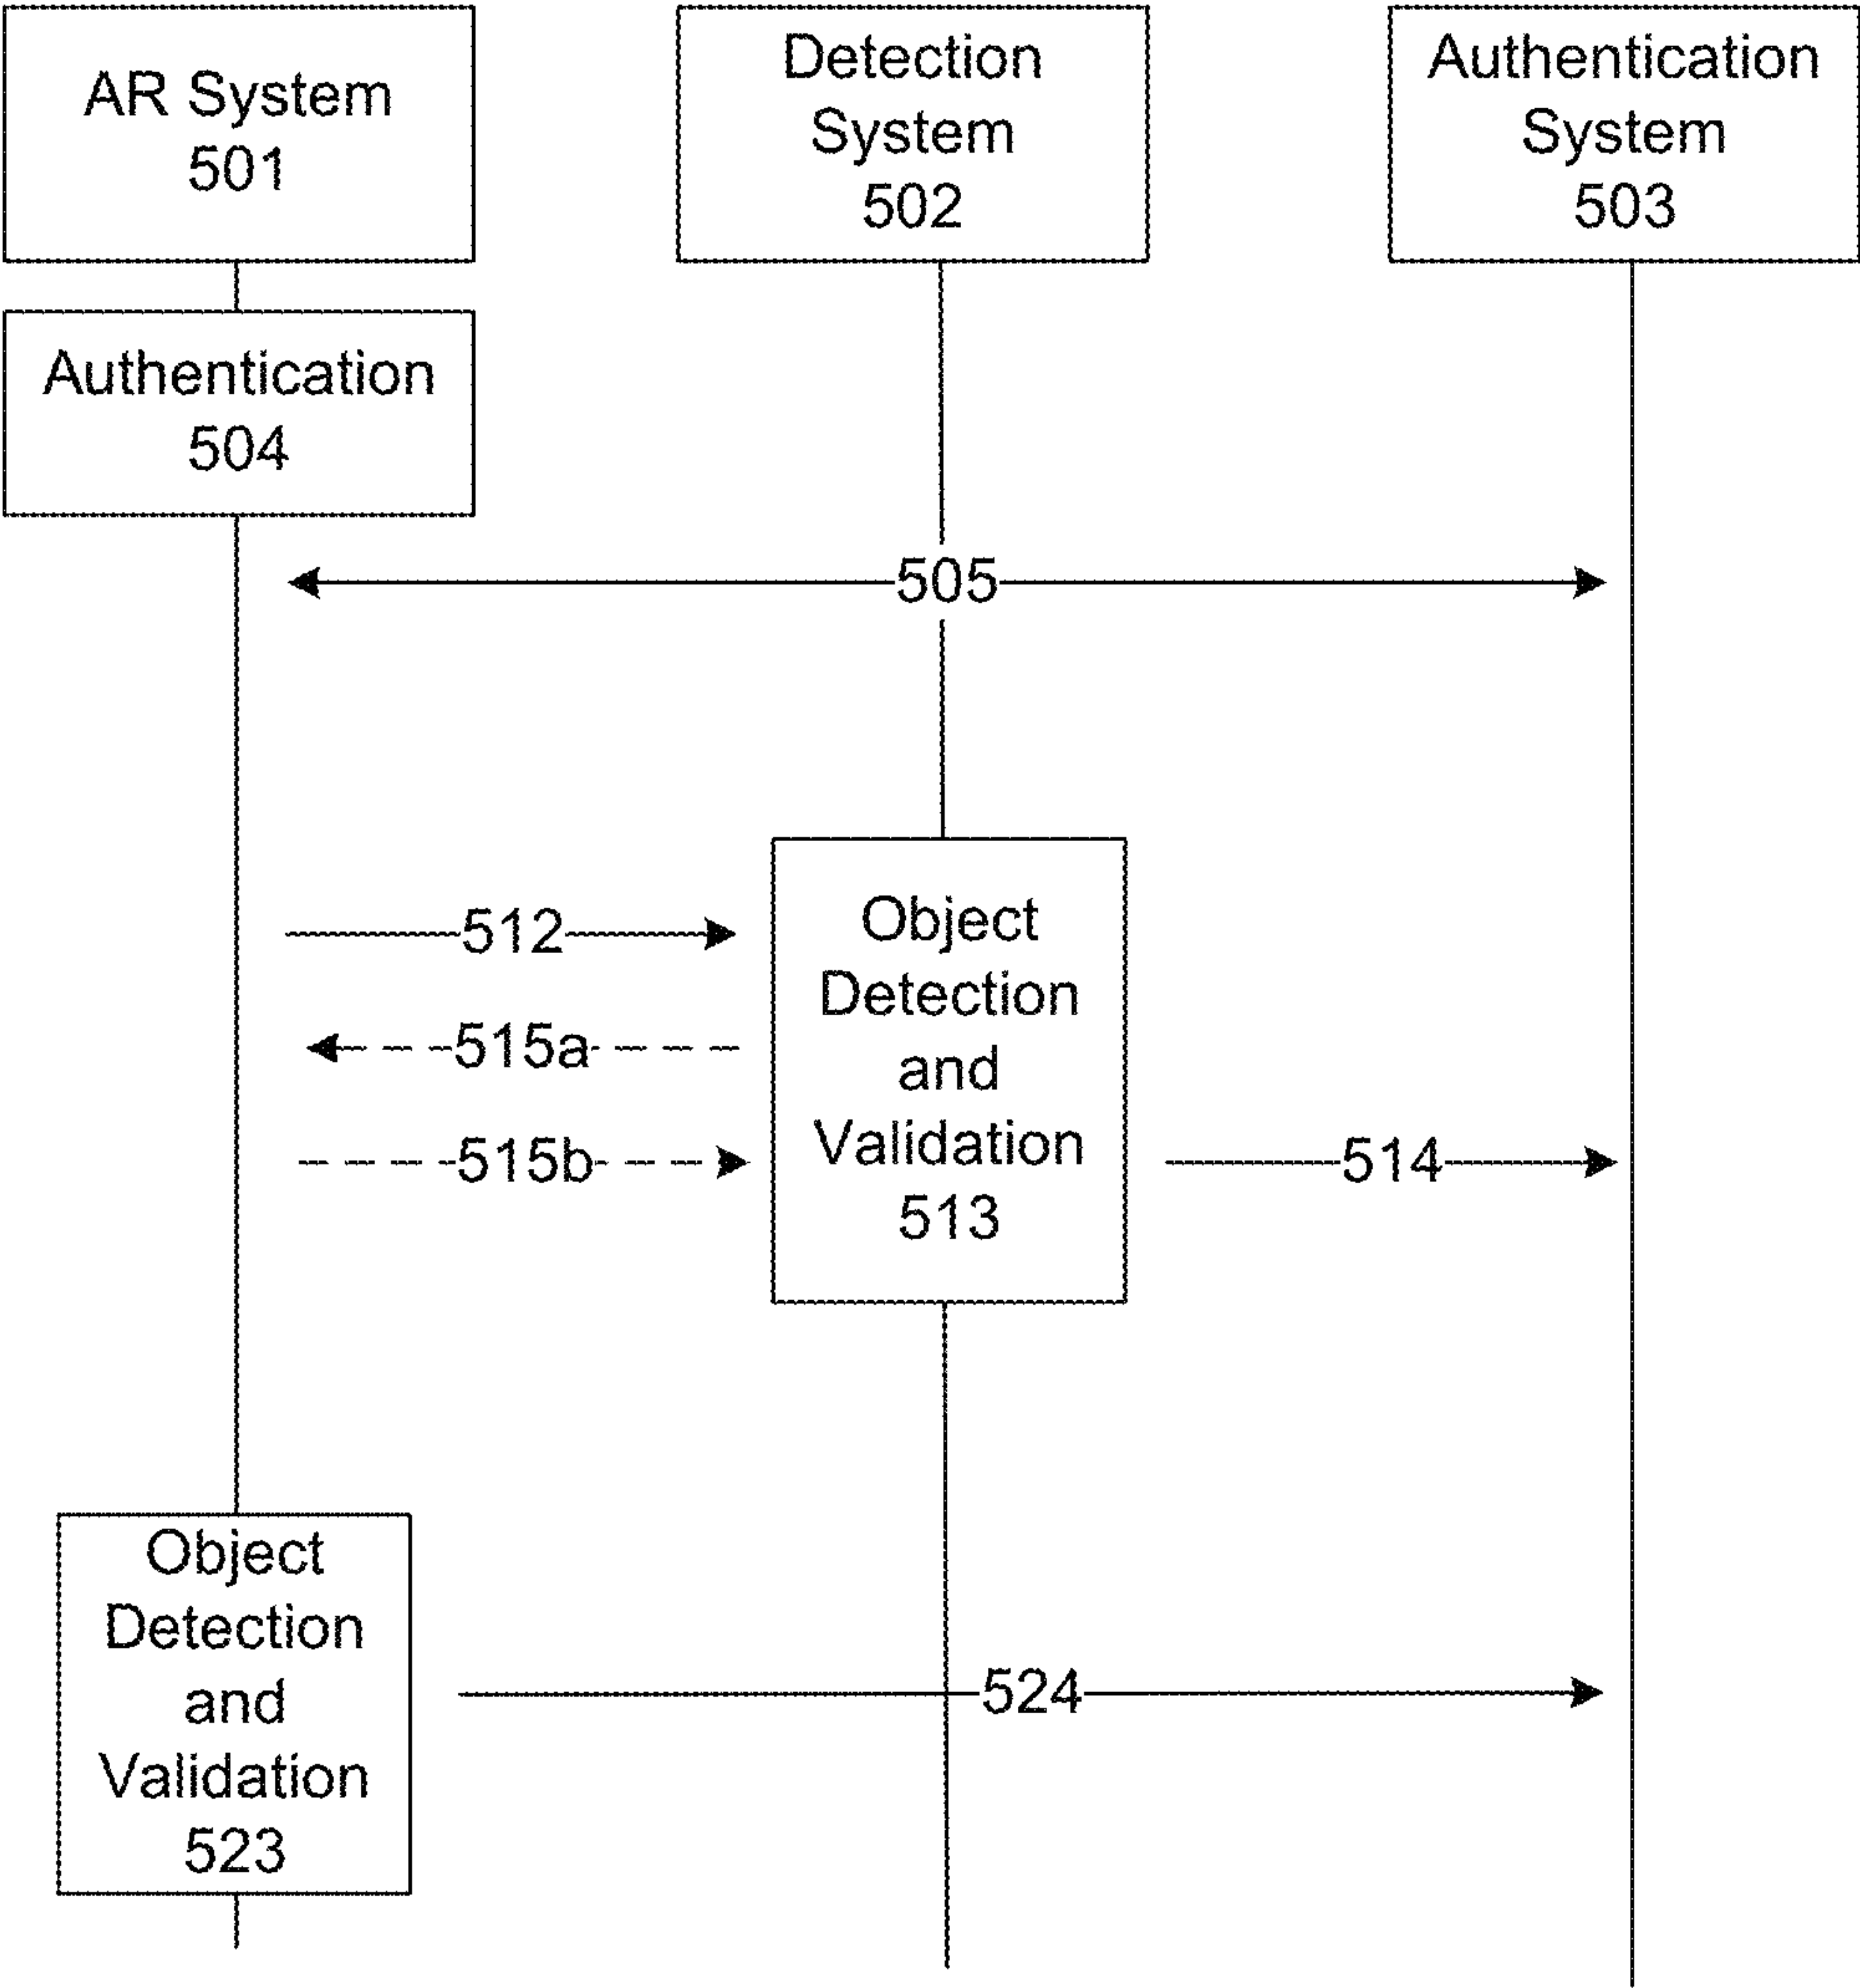 AR System
501
Detection
System
502
Authentication
System
503
Authentication
504
505
512
515a
515b
Object
Detection
and
Validation
513
514
Object
Detection
and
Validation
523
524